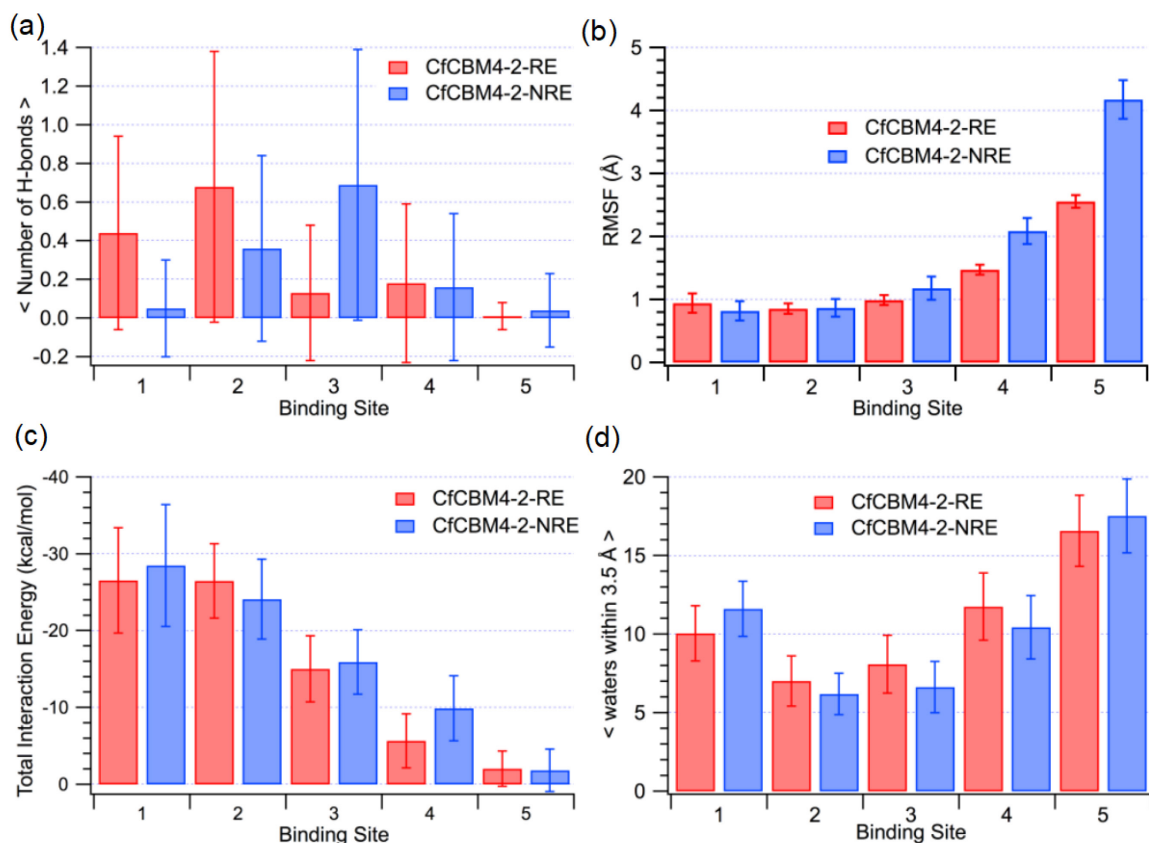 (a)
1.4
1.2
1.0
0.8
0.6
0.4
0.2
0.0
-0.2
< Number of H-bonds >
CfCBM4-2-RE
CfCBM4-2-NRE
1 2 3 4 5
Binding Site
(b)
5
4
3
2
1
0
RMSF (Å)
CfCBM4-2-RE
CfCBM4-2-NRE
1 2 3 4 5
Binding Site
(c)
-40
-30
-20
-10
0
Total Interaction Energy (kcal/mol)
CfCBM4-2-RE
CfCBM4-2-NRE
1 2 3 4 5
Binding Site
(d)
20
15
10
5
0
< waters within 3.5 Å >
CfCBM4-2-RE
CfCBM4-2-NRE
1 2 3 4 5
Binding Site